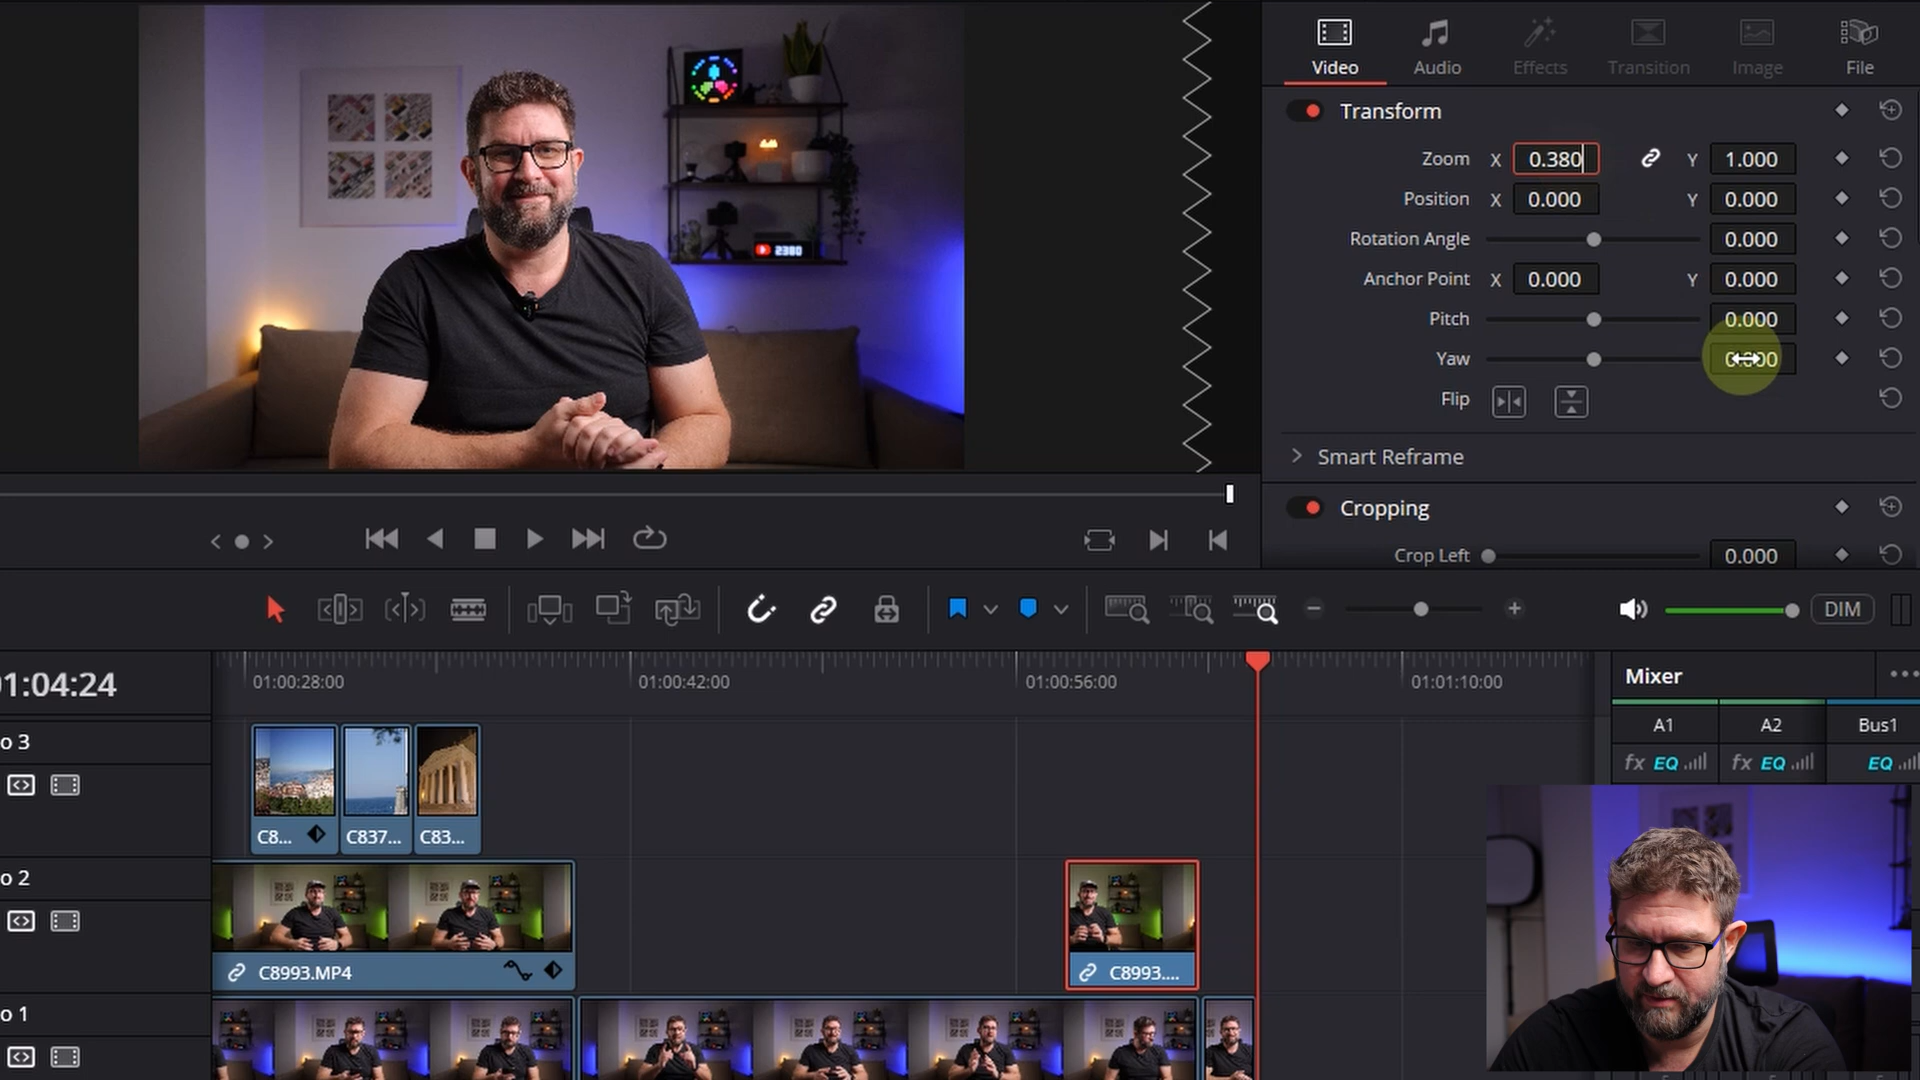 Video
Audio
Effects
Transition
Image
File
Transform
Zoom X 0.380 Y 1.000
Position X 0.000 Y 0.000
Rotation Angle 0.000
Anchor Point X 0.000 Y 0.000
Pitch 0.000
Yaw
Flip
Smart Reframe
Cropping
Crop Left 0.000
2380
DIM
1:04:24
01:00:28:00
01:00:42:00
01:00:56:00
01:01:10:00
Mixer
A1
A2
Bus1
fx EQ
fx EQ
EQ
o 3
C8...
C837...
C83...
o 2
C8993.MP4
C8993....
o 1